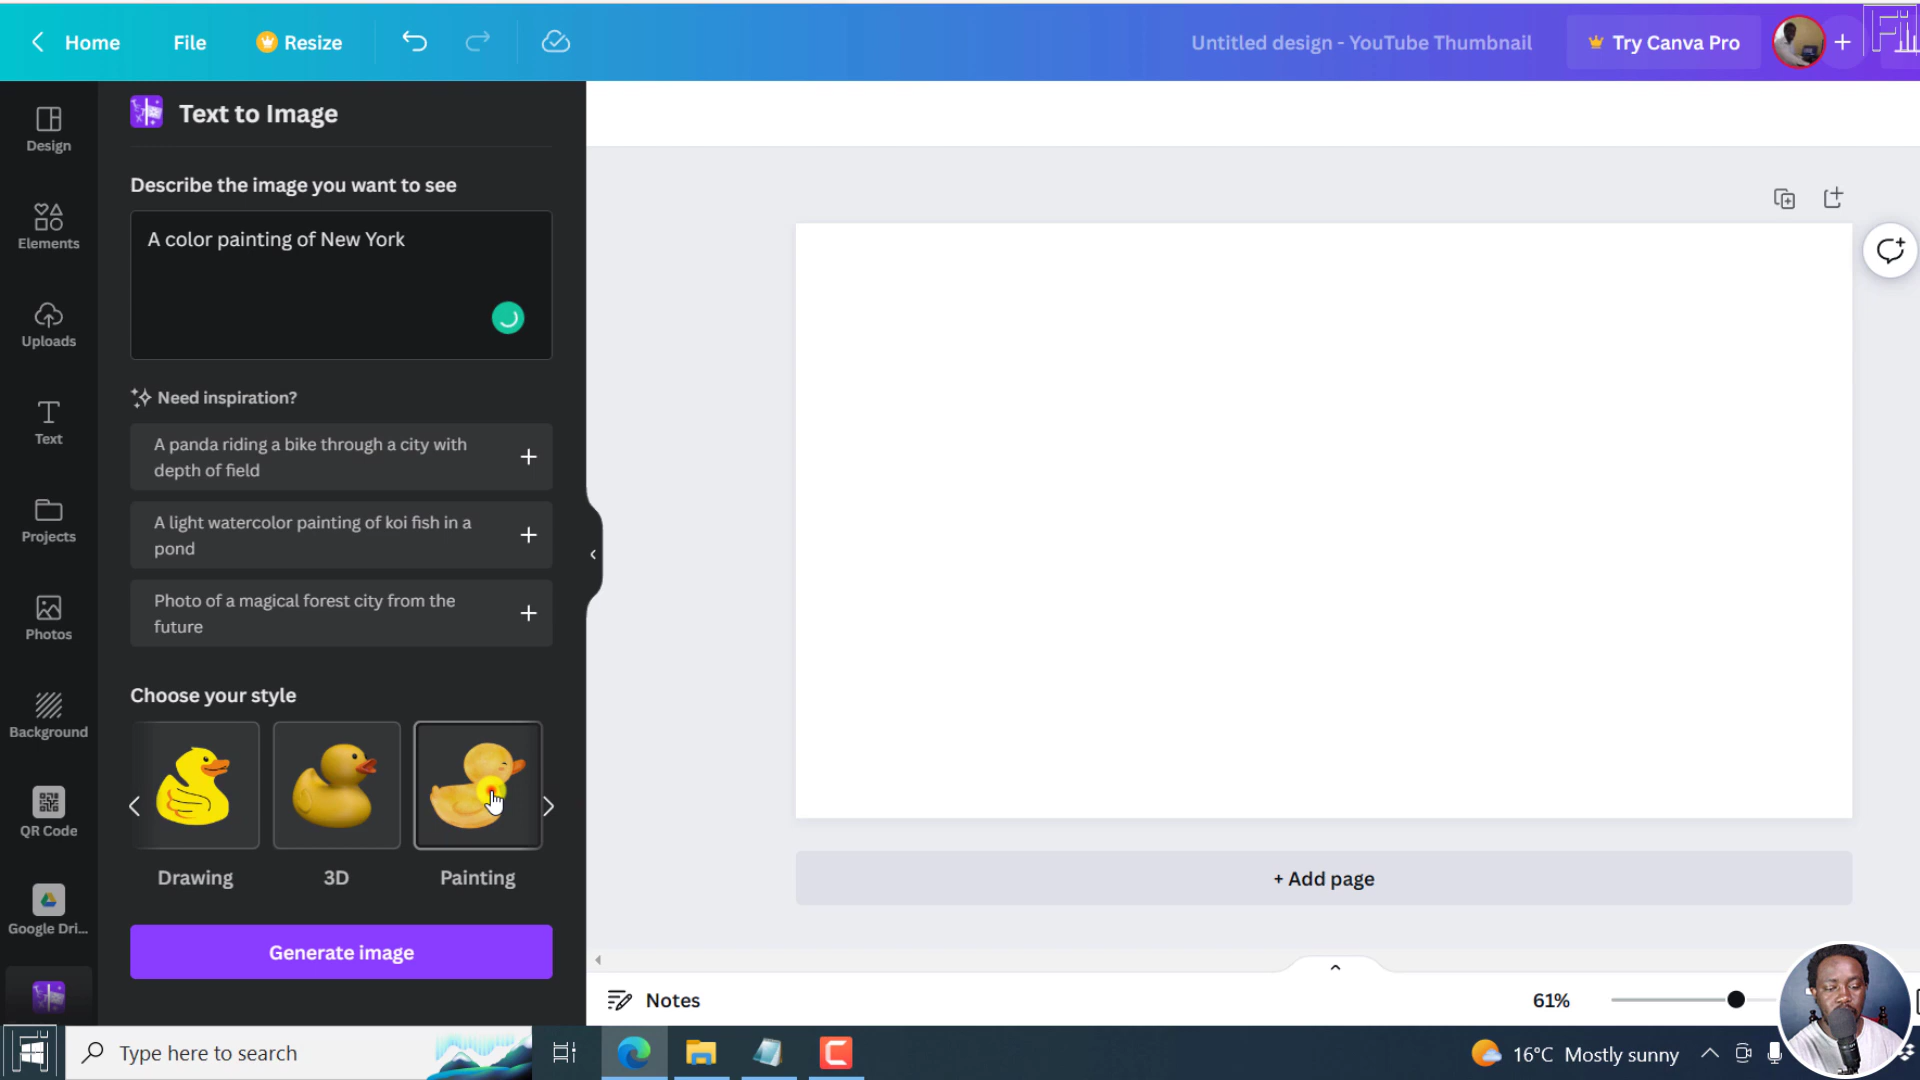 Home
File
Resize
Untitled design - YouTube Thumbnail
Try Canva Pro
Design
Elements
Uploads
Text
Projects
Photos
Background
QR Code
Google Dri...
Text to Image
Describe the image you want to see
A color painting of New York
Need inspiration?
A panda riding a bike through a city with
depth of field
A light watercolor painting of koi fish in a
pond
Photo of a magical forest city from the
future
Choose your style
Drawing
3D
Painting
Generate image
+ Add page
Notes
61%
Type here to search
16°C Mostly sunny